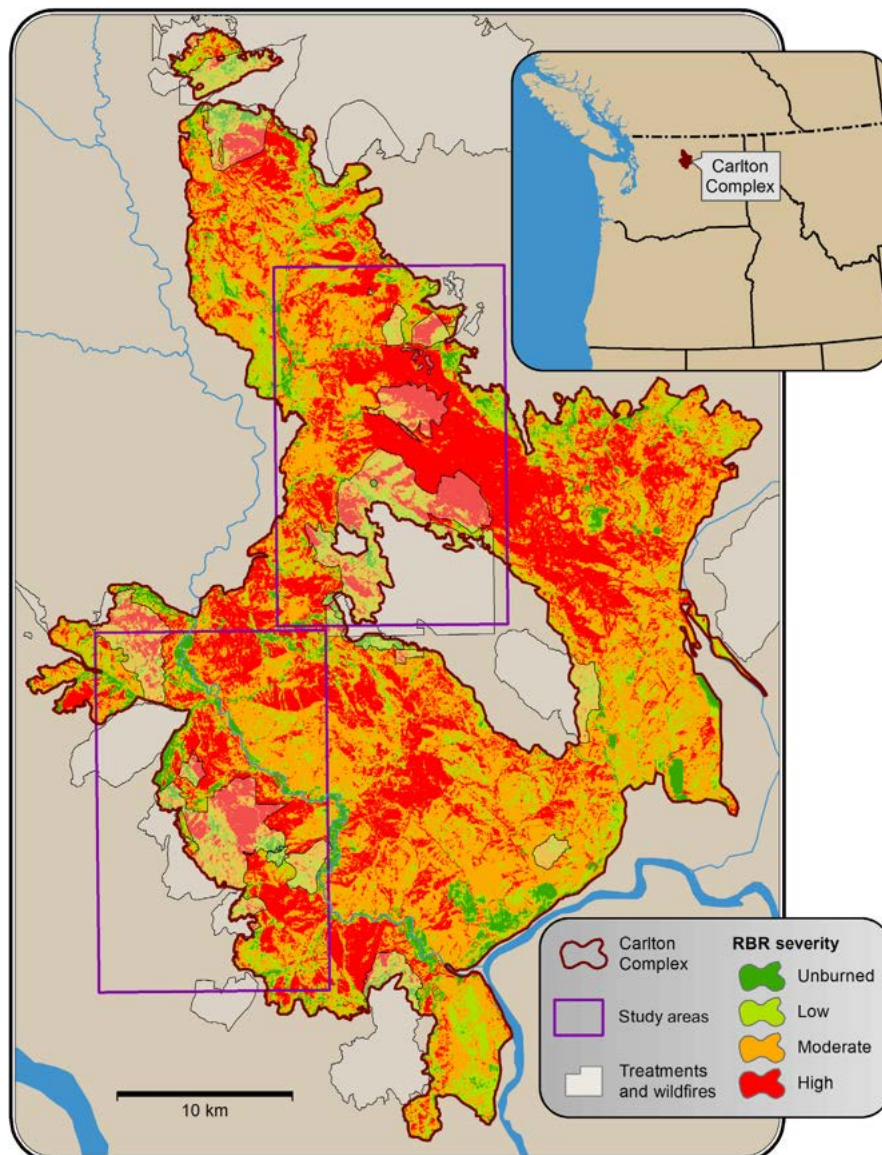 Carlton
Complex
Carlton
Complex
Study areas
Treatments
and wildfires
RBR severity
Unburned
Low
Moderate
High
10 km